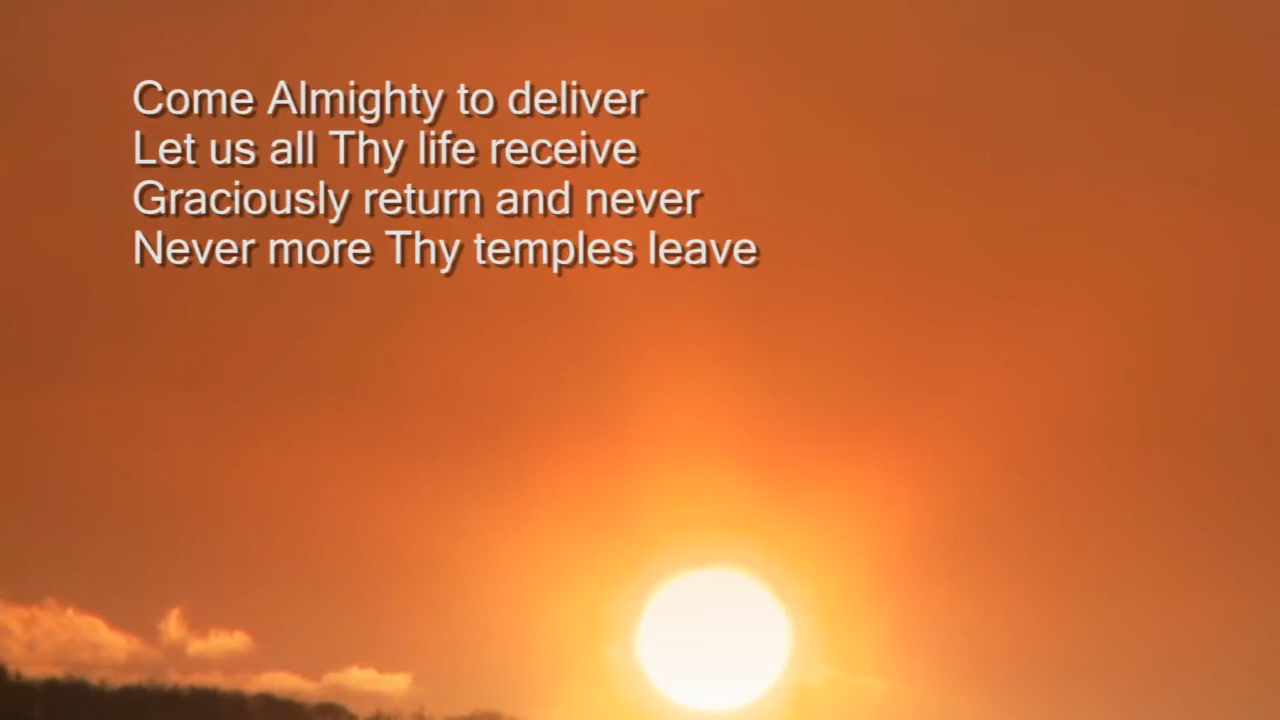 Come Almighty to deliver
Let us all Thy life receive
Graciously return and never
Never more Thy temples leave